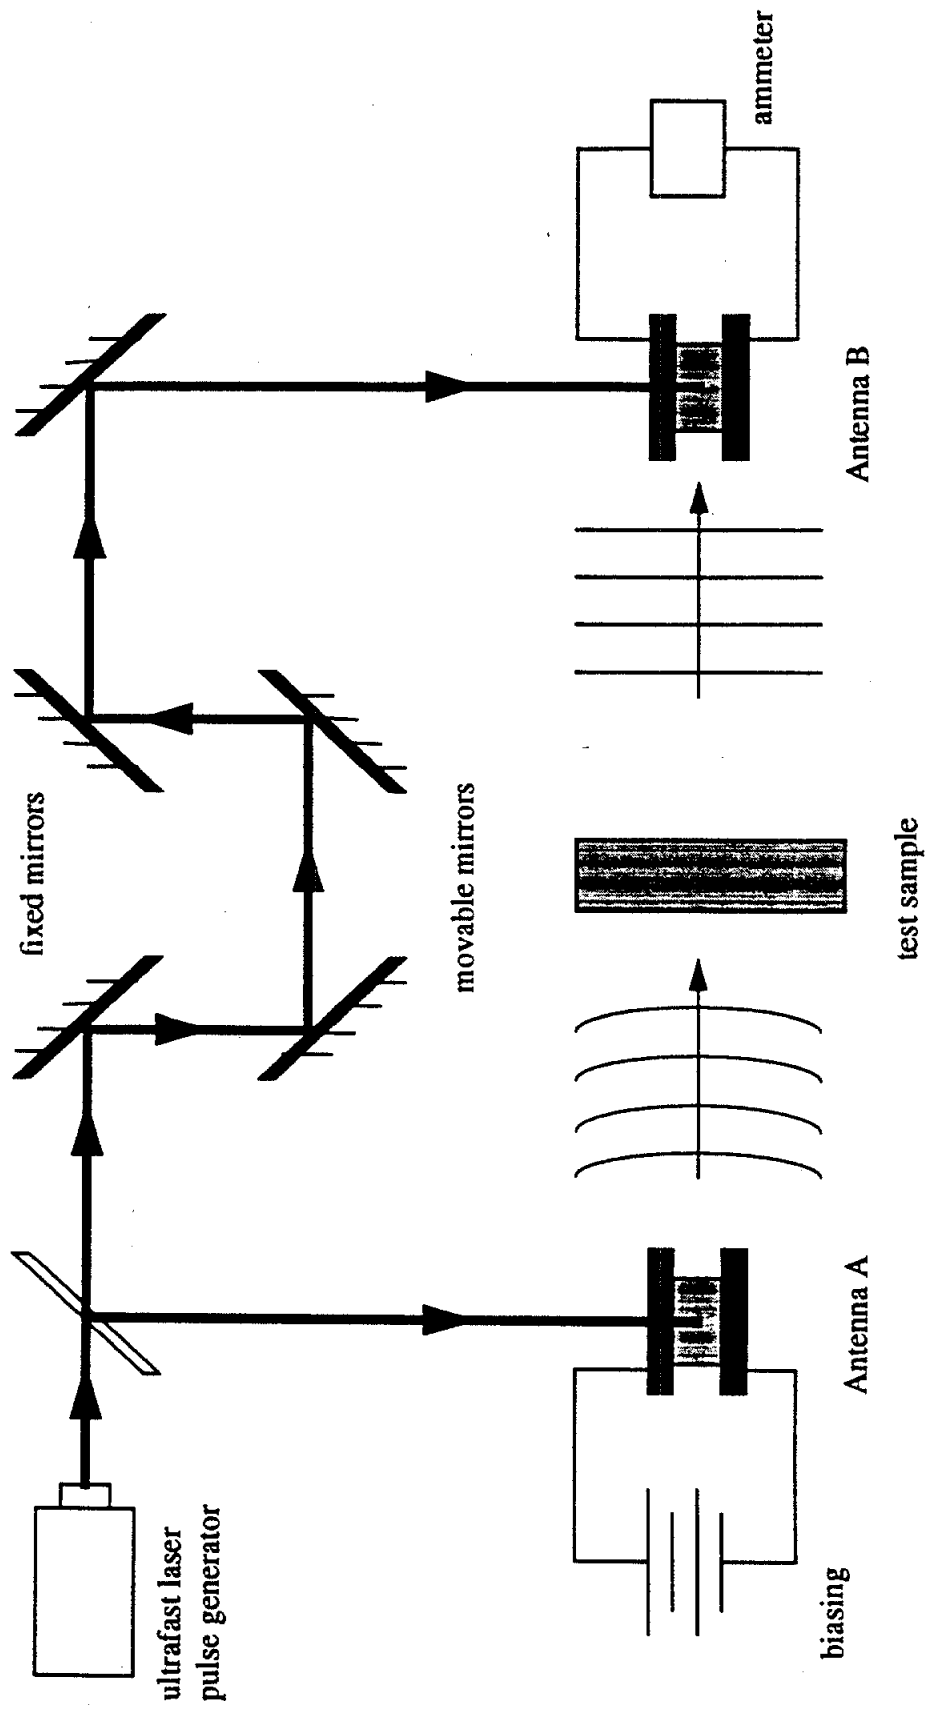 ultrafast laser
pulse generator
fixed mirrors
movable mirrors
biasing
Antenna A
test sample
Antenna B
ammeter